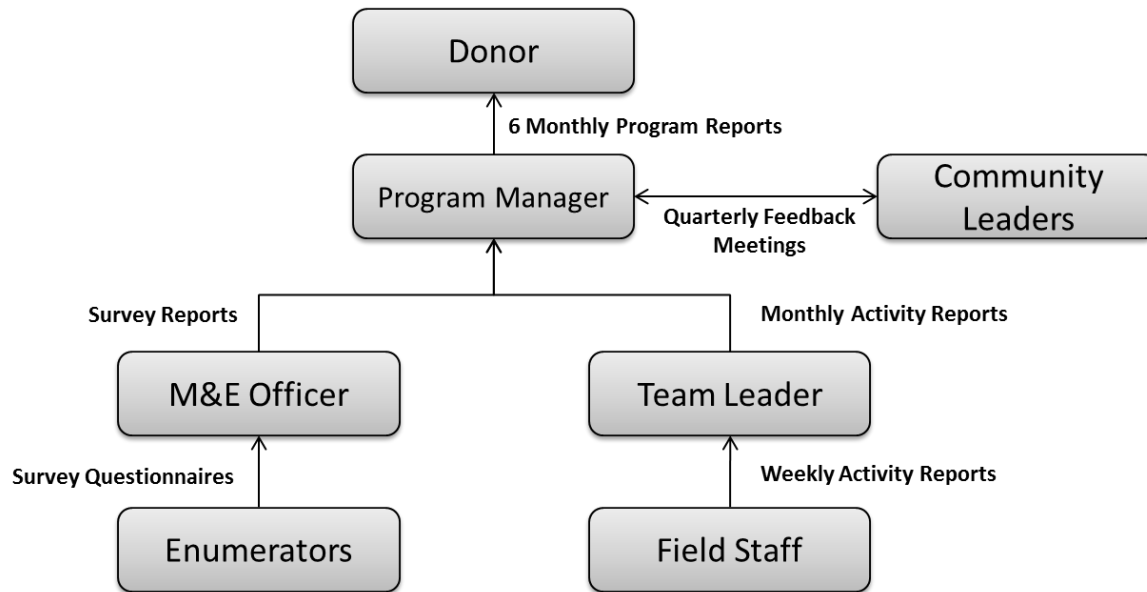 Donor
6 Monthly Program Reports
Program Manager
Community
Leaders
Quarterly Feedback
Meetings
Survey Reports
Monthly Activity Reports
M&E Officer
Team Leader
Survey Questionnaires
Weekly Activity Reports
Enumerators
Field Staff